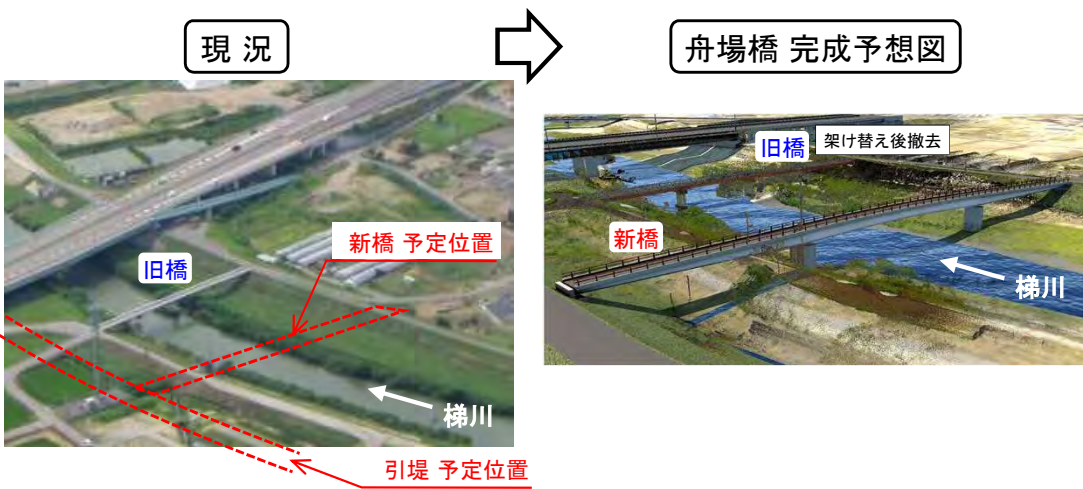 現 況
舟場橋 完成予想図
旧橋
新橋 予定位置
梯川
引堤 予定位置
旧橋
架け替え後撤去
新橋
梯川